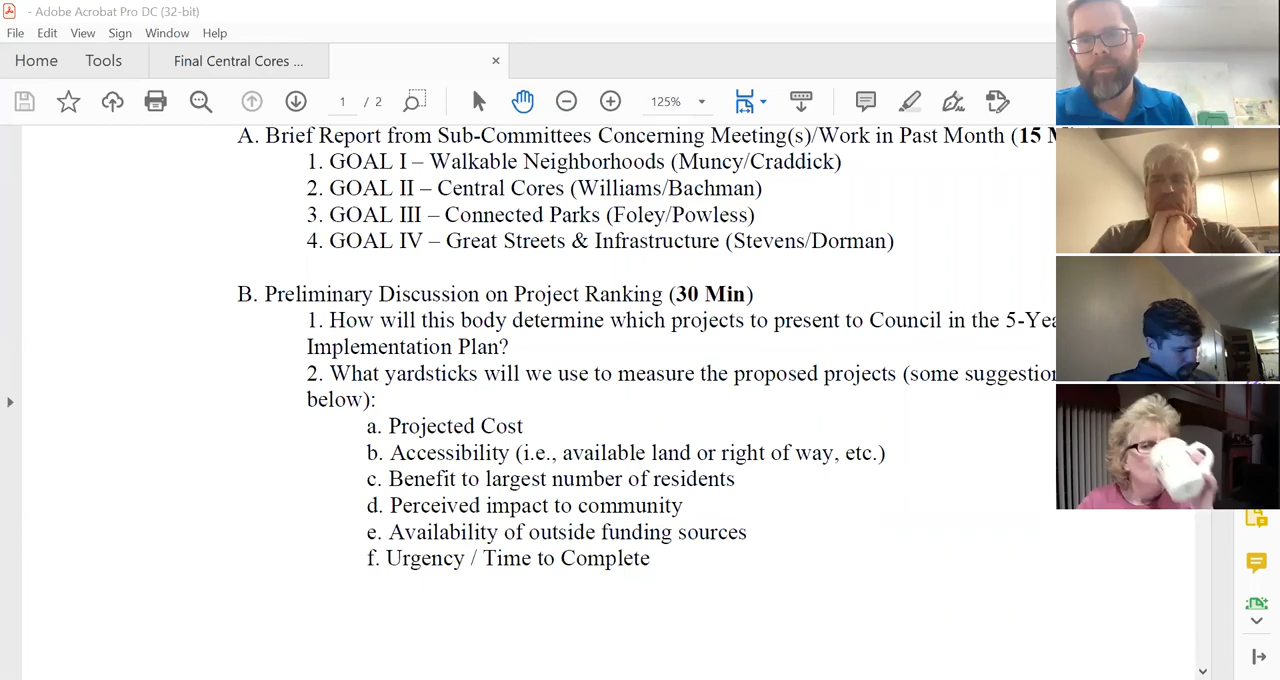 - Adobe Acrobat Pro DC (32-bit)
File Edit View Sign Window Help
Home Tools Final Central Cores ...
1 / 2 125%
A. Brief Report from Sub-Committees Concerning Meeting(s)/Work in Past Month (15 M
1. GOAL I – Walkable Neighborhoods (Muncy/Craddick)
2. GOAL II – Central Cores (Williams/Bachman)
3. GOAL III – Connected Parks (Foley/Powless)
4. GOAL IV – Great Streets & Infrastructure (Stevens/Dorman)
B. Preliminary Discussion on Project Ranking (30 Min)
1. How will this body determine which projects to present to Council in the 5-Yea
Implementation Plan?
2. What yardsticks will we use to measure the proposed projects (some suggestion
below):
a. Projected Cost
b. Accessibility (i.e., available land or right of way, etc.)
c. Benefit to largest number of residents
d. Perceived impact to community
e. Availability of outside funding sources
f. Urgency / Time to Complete